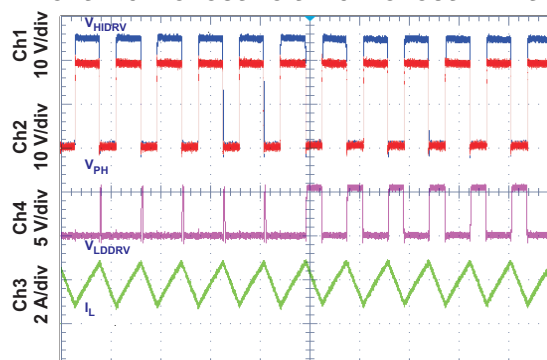 Ch1
10 V/div
VHIDRV
Ch2
10 V/div
VPH
Ch4
5 V/div
VLDDRV
Ch3
2 A/div
IL